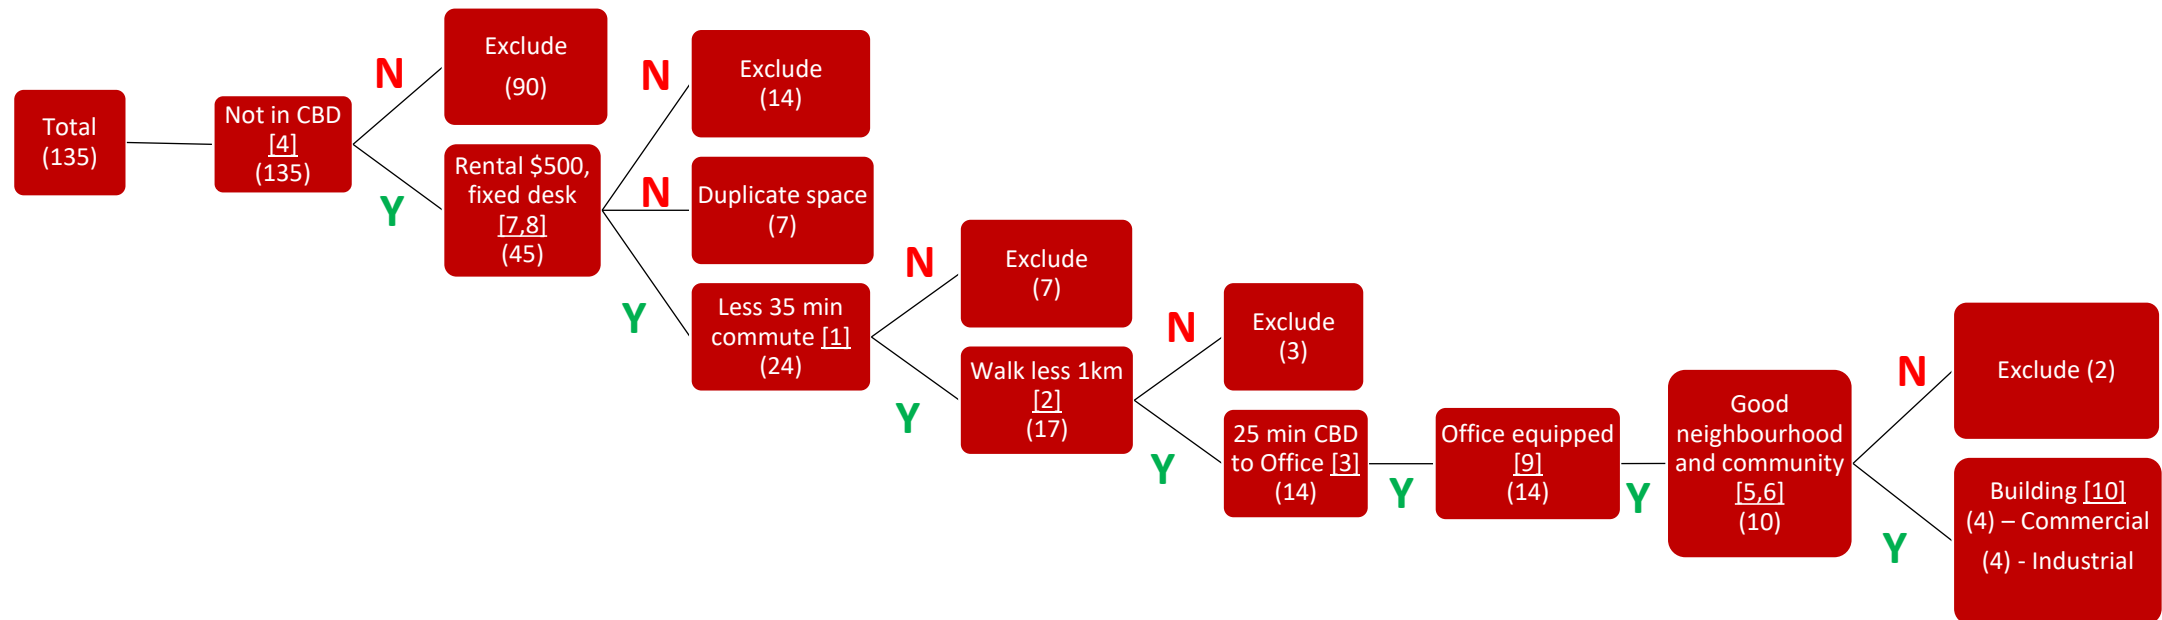 Total
(135)
Not in CBD
[4]
(135)
N
Y
Exclude
(90)
Rental $500,
fixed desk
[7,8]
(45)
N
N
Y
Exclude
(14)
Duplicate space
(7)
Less 35 min
commute [1]
(24)
N
Y
Exclude
(7)
Walk less 1km
[2]
(17)
N
Y
Exclude
(3)
25 min CBD
to Office [3]
(14)
Y
Office equipped
[9]
(14)
Y
Good
neighbourhood
and community
[5,6]
(10)
N
Y
Exclude (2)
Building [10]
(4) – Commercial
(4) - Industrial